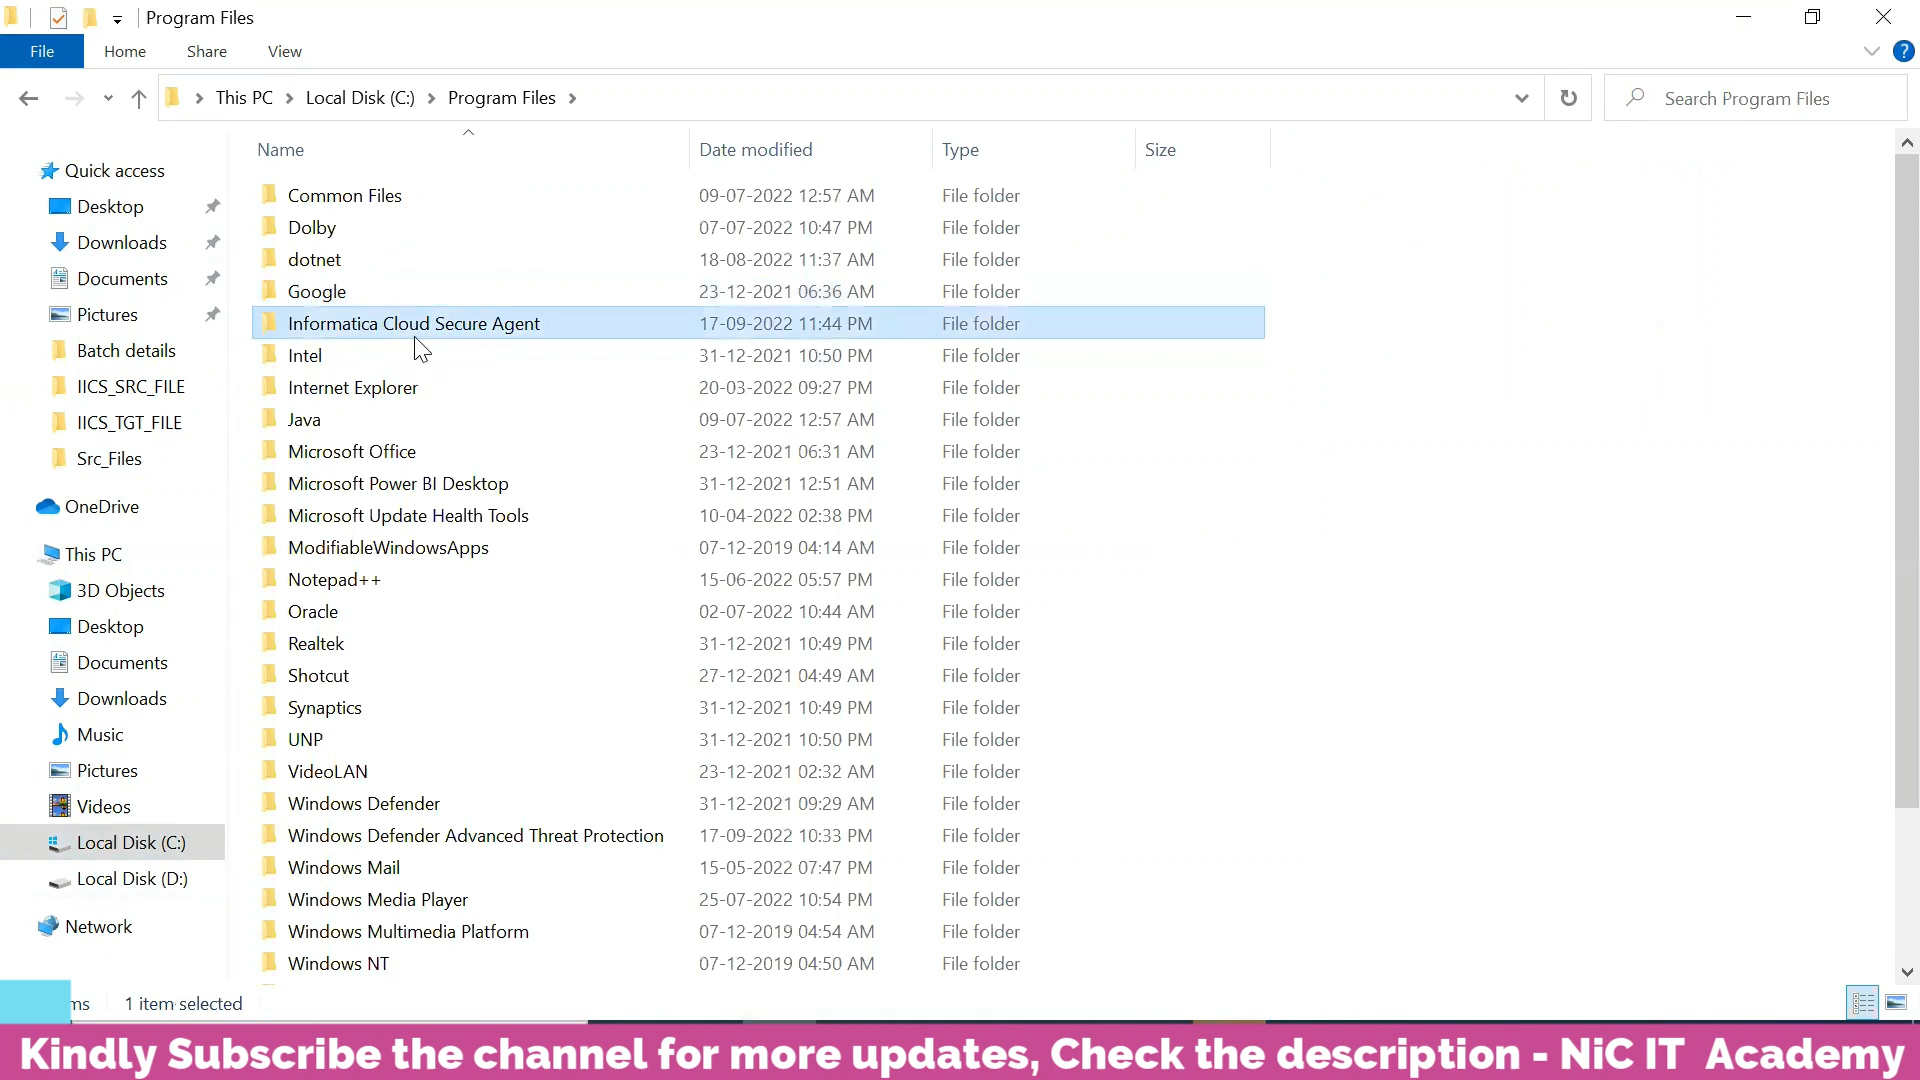 Program Files
File Home Share View
This PC Local Disk (C:) Program Files
Search Program Files
Name Date modified Type Size
Quick access
Desktop
Downloads
Documents
Pictures
Batch details
IICS_SRC_FILE
IICS_TGT_FILE
Src_Files
OneDrive
This PC
3D Objects
Desktop
Documents
Downloads
Music
Pictures
Videos
Local Disk (C:)
Local Disk (D:)
Network
Common Files 09-07-2022 12:57 AM File folder
Dolby 07-07-2022 10:47 PM File folder
dotnet 18-08-2022 11:37 AM File folder
Google 23-12-2021 06:36 AM File folder
Informatica Cloud Secure Agent 17-09-2022 11:44 PM File folder
Intel 31-12-2021 10:50 PM File folder
Internet Explorer 20-03-2022 09:27 PM File folder
Java 09-07-2022 12:57 AM File folder
Microsoft Office 23-12-2021 06:31 AM File folder
Microsoft Power BI Desktop 31-12-2021 12:51 AM File folder
Microsoft Update Health Tools 10-04-2022 02:38 PM File folder
ModifiableWindowsApps 07-12-2019 04:14 AM File folder
Notepad++ 15-06-2022 05:57 PM File folder
Oracle 02-07-2022 10:44 AM File folder
Realtek 31-12-2021 10:49 PM File folder
Shotcut 27-12-2021 04:49 AM File folder
Synaptics 31-12-2021 10:49 PM File folder
UNP 31-12-2021 10:50 PM File folder
VideoLAN 23-12-2021 02:32 AM File folder
Windows Defender 31-12-2021 09:29 AM File folder
Windows Defender Advanced Threat Protection 17-09-2022 10:33 PM File folder
Windows Mail 15-05-2022 07:47 PM File folder
Windows Media Player 25-07-2022 10:54 PM File folder
Windows Multimedia Platform 07-12-2019 04:54 AM File folder
Windows NT 07-12-2019 04:50 AM File folder
ms 1 item selected
Kindly Subscribe the channel for more updates, Check the description - NiC IT Academy